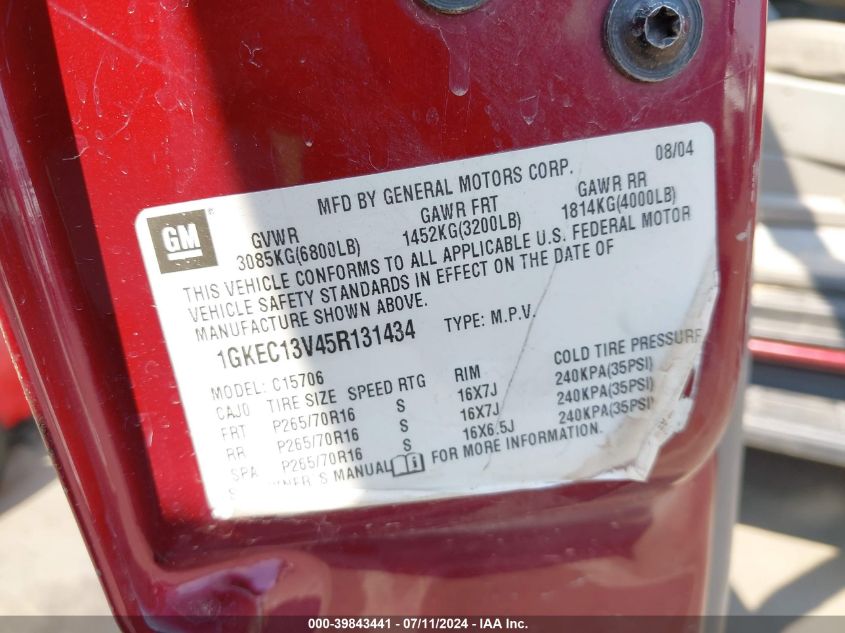 08/04
MFD BY GENERAL MOTORS CORP.
GM
GVWR GAWR FRT GAWR RR
3085KG(6800LB) 1452KG(3200LB) 1814KG(4000LB)
THIS VEHICLE CONFORMS TO ALL APPLICABLE U.S. FEDERAL MOTOR
VEHICLE SAFETY STANDARDS IN EFFECT ON THE DATE OF
MANUFACTURE SHOWN ABOVE.
1GKEC13V45R131434 TYPE: M.P.V.
MODEL: C15706
CAJ0 TIRE SIZE SPEED RTG RIM COLD TIRE PRESSURE
FRT P265/70R16 S 16X7J 240KPA(35PSI)
RR P265/70R16 S 16X7J 240KPA(35PSI)
SPA P265/70R16 S 16X6.5J 240KPA(35PSI)
MANUAL FOR MORE INFORMATION.
000-39843441 - 07/11/2024 - IAA Inc.